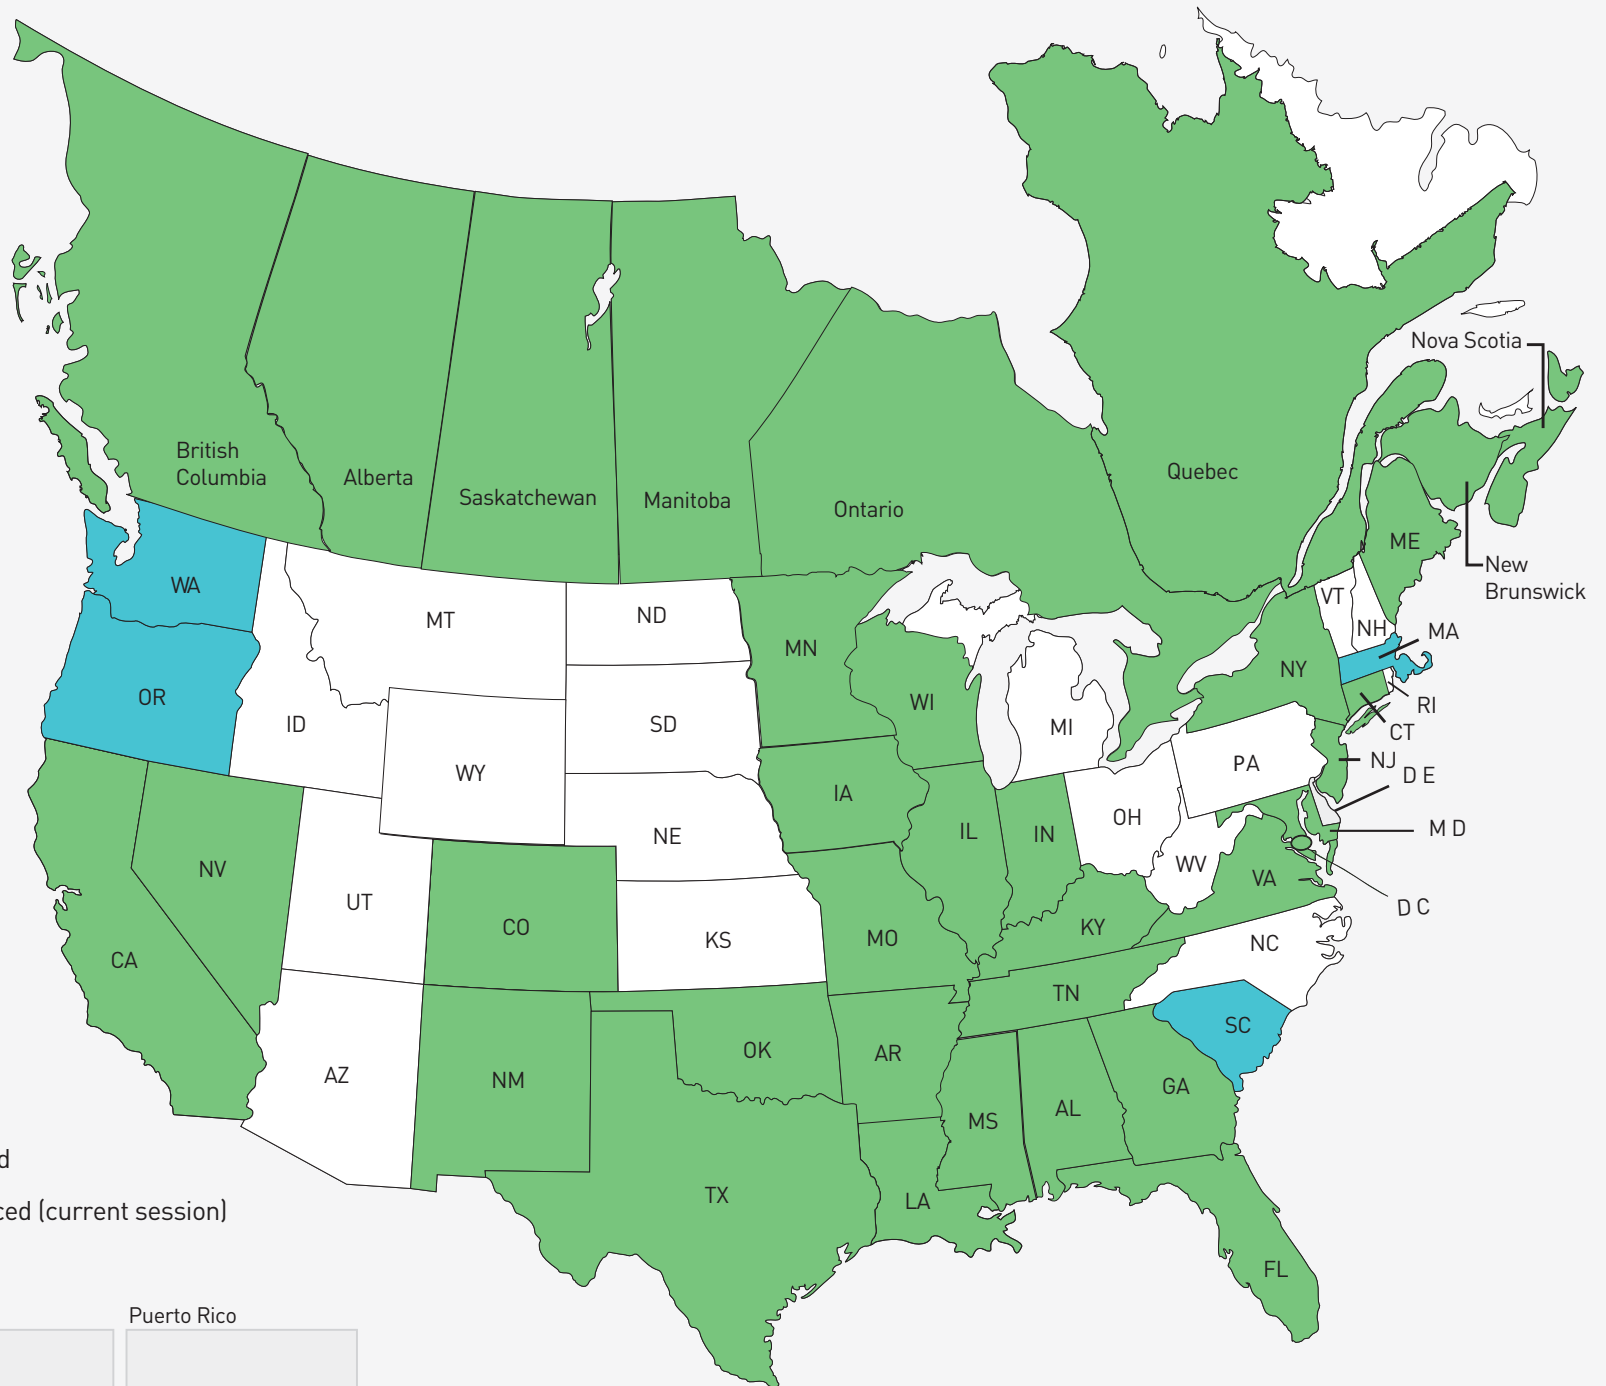 Nova Scotia
British
Columbia
Alberta
Saskatchewan
Manitoba
Ontario
Quebec
New
Brunswick
WA
MT
ND
MN
ME
VT
NH
MA
OR
ID
SD
WI
MI
NY
RI
CT
WY
IA
PA
NJ
DE
NE
IL
IN
OH
MD
NV
UT
CO
KS
MO
KY
WV
VA
DC
CA
NC
TN
AZ
NM
OK
AR
SC
MS
AL
GA
TX
LA
FL
d
ced (current session)
Puerto Rico